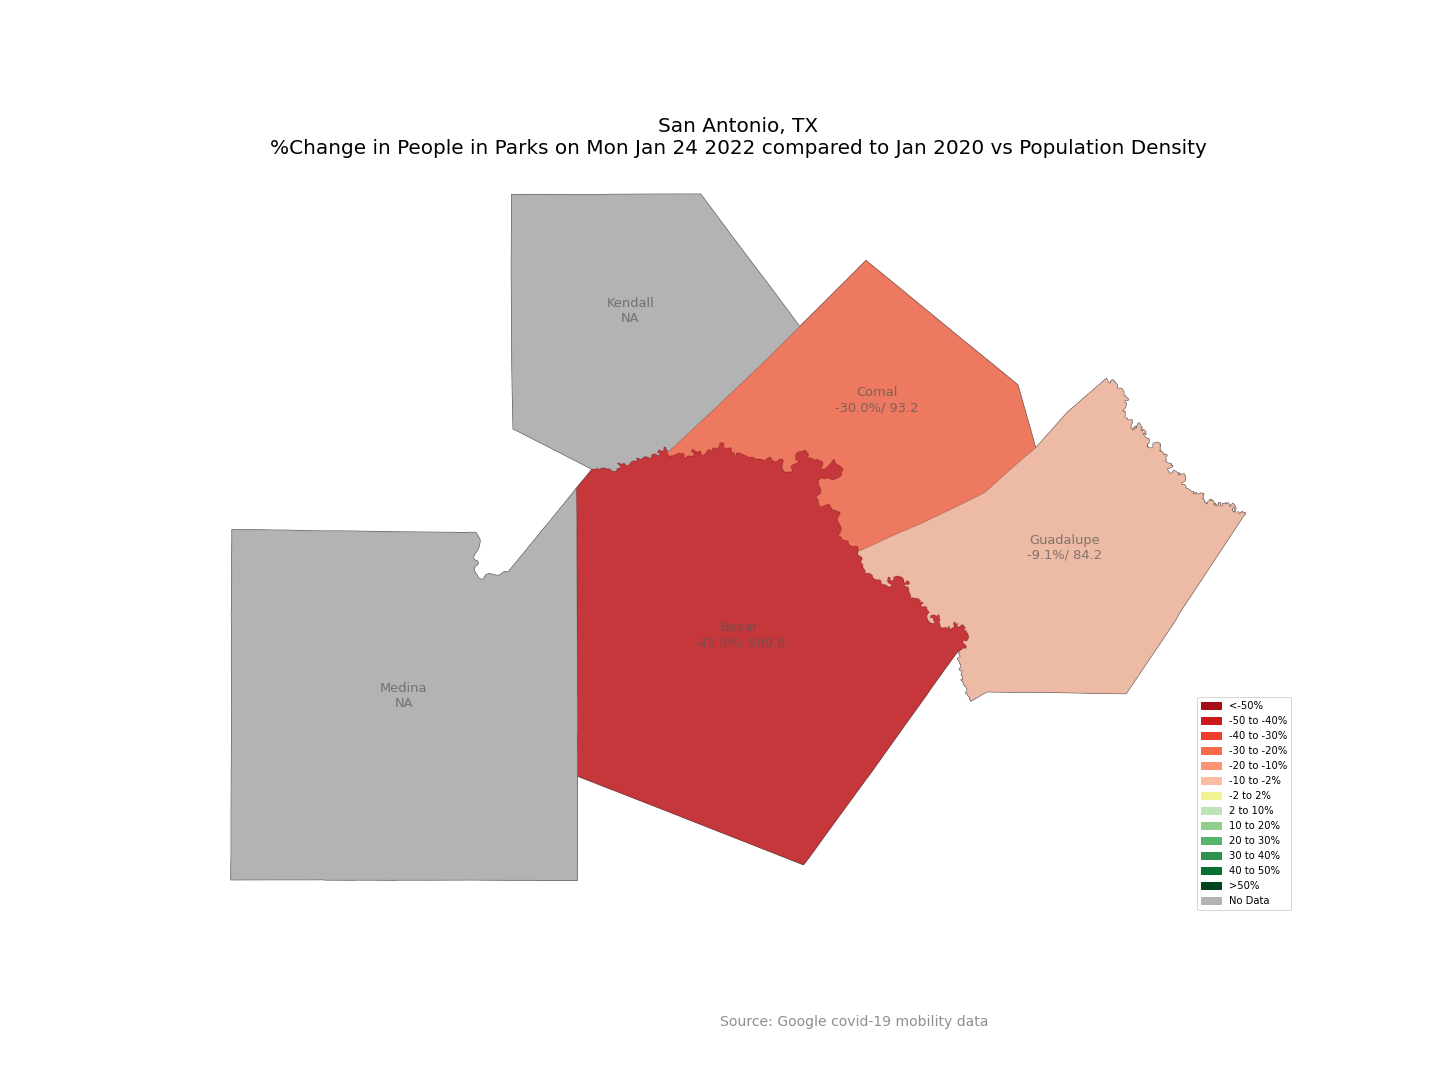 San Antonio, TX
%Change in People in Parks on Mon Jan 24 2022 compared to Jan 2020 vs Population Density
Kendall
NA
Comal
-30.0%/ 93.2
Guadalupe
-9.1%/ 84.2
Bexar
-42.9%/ 599.6
Medina
NA
<-50%
-50 to -40%
-40 to -30%
-30 to -20%
-20 to -10%
-10 to -2%
-2 to 2%
2 to 10%
10 to 20%
20 to 30%
30 to 40%
40 to 50%
>50%
No Data
Source: Google covid-19 mobility data